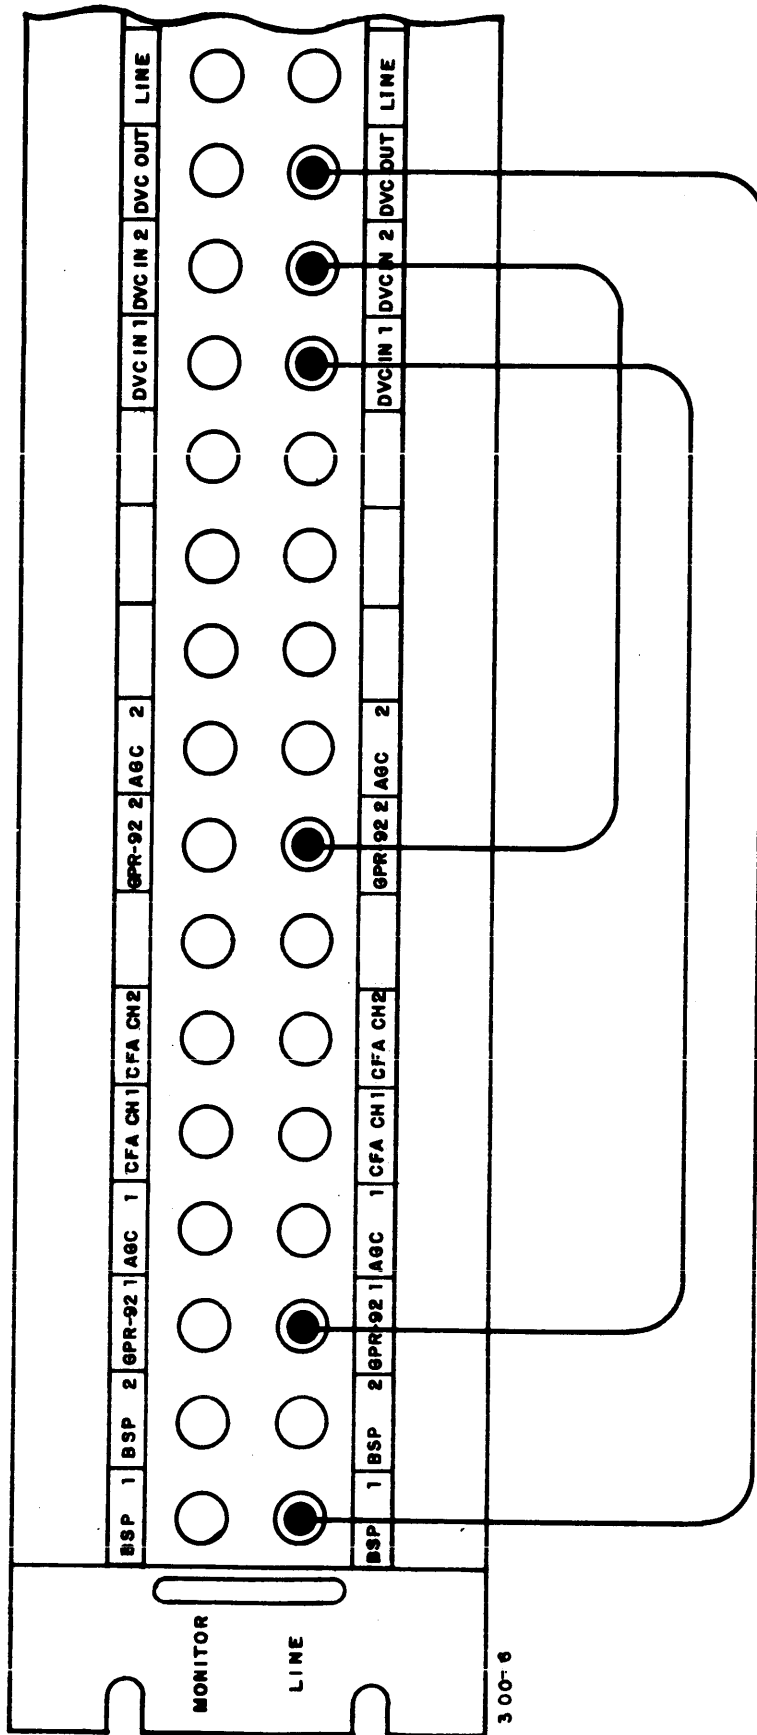 BSP 1
BSP 2
GPR-92 1
AGC 1
CFA CH1
CFA CH2
GPR-92 2
AGC 2
DVC IN 1
DVC IN 2
DVC OUT
LINE
MONITOR
LINE
BSP 1
BSP 2
GPR-92 1
AGC 1
CFA CH1
CFA CH2
GPR-92 2
AGC 2
DVC IN 1
DVC IN 2
DVC OUT
LINE
300-6